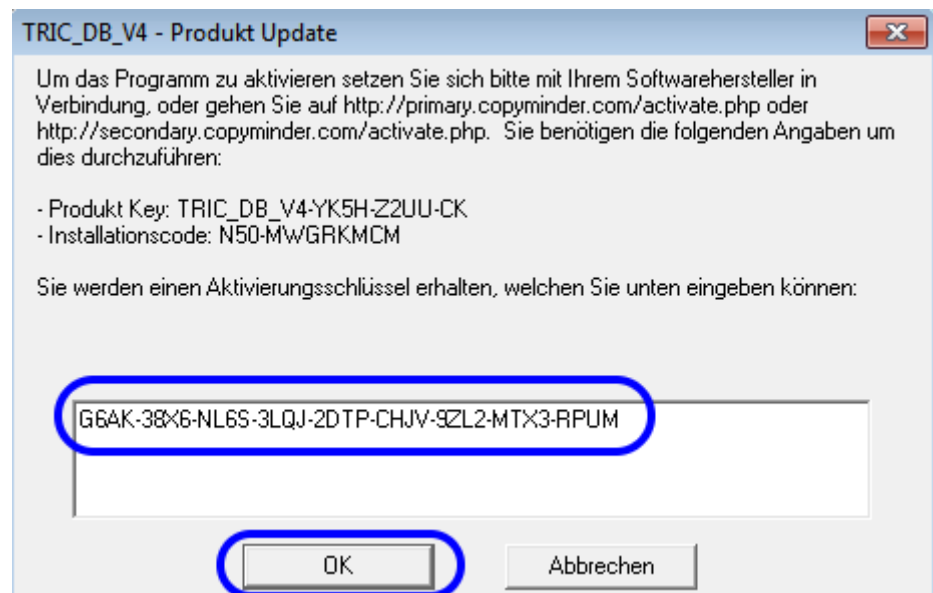 TRIC_DB_V4 - Produkt Update
Um das Programm zu aktivieren setzen Sie sich bitte mit Ihrem Softwarehersteller in
Verbindung, oder gehen Sie auf http://primary.copyminder.com/activate.php oder
http://secondary.copyminder.com/activate.php.  Sie benötigen die folgenden Angaben um
dies durchzuführen:
- Produkt Key: TRIC_DB_V4-YK5H-Z2UU-CK
- Installationscode: N50-MWGRKMCM
Sie werden einen Aktivierungsschlüssel erhalten, welchen Sie unten eingeben können:
G6AK-38X6-NL6S-3LQJ-2DTP-CHJV-9ZL2-MTX3-RPUM
OK
Abbrechen